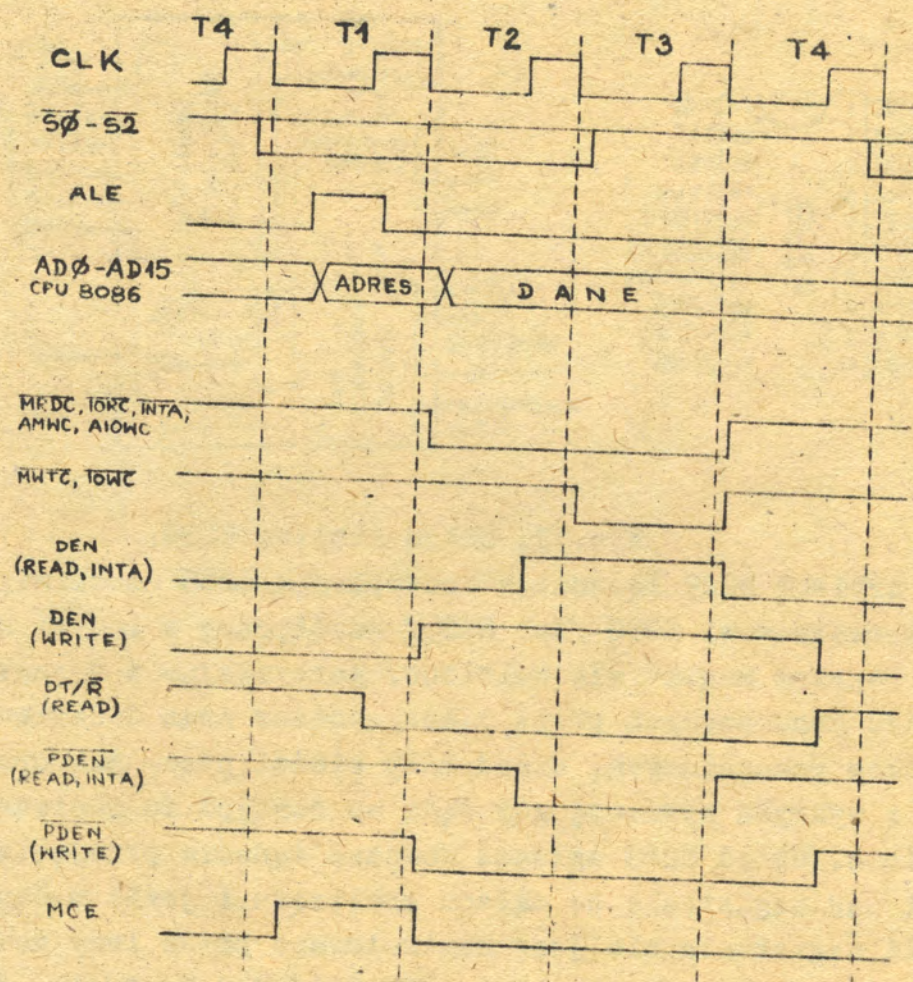 T4 T1 T2 T3 T4
CLK
S̅Ø̅-S̅2̅
ALE
ADØ-AD15
CPU 8086
ADRES
DANE
M̅R̅D̅C̅, I̅O̅R̅C̅, I̅N̅T̅A̅,
AMWC, AIOWC
M̅W̅T̅C̅, I̅O̅W̅C̅
DEN
(READ, INTA)
DEN
(WRITE)
DT/R̅
(READ)
P̅D̅E̅N̅
(READ, INTA)
P̅D̅E̅N̅
(WRITE)
MCE